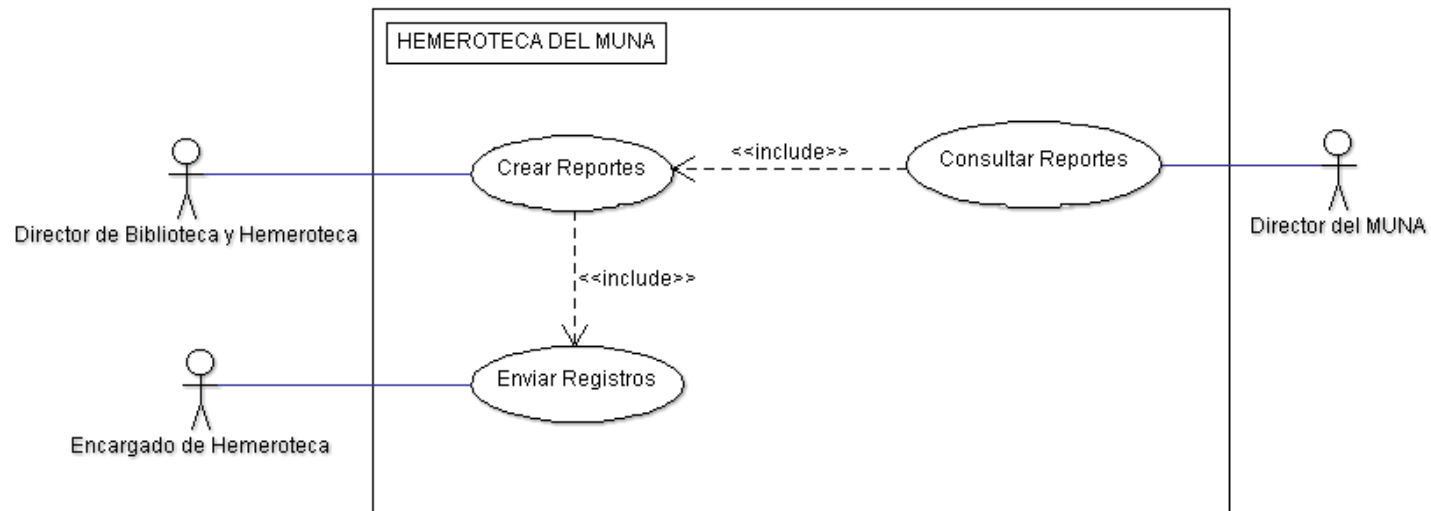 HEMEROTECA DEL MUNA
Crear Reportes
<<include>>
Consultar Reportes
Director de Biblioteca y Hemeroteca
Director del MUNA
<<include>>
Enviar Registros
Encargado de Hemeroteca